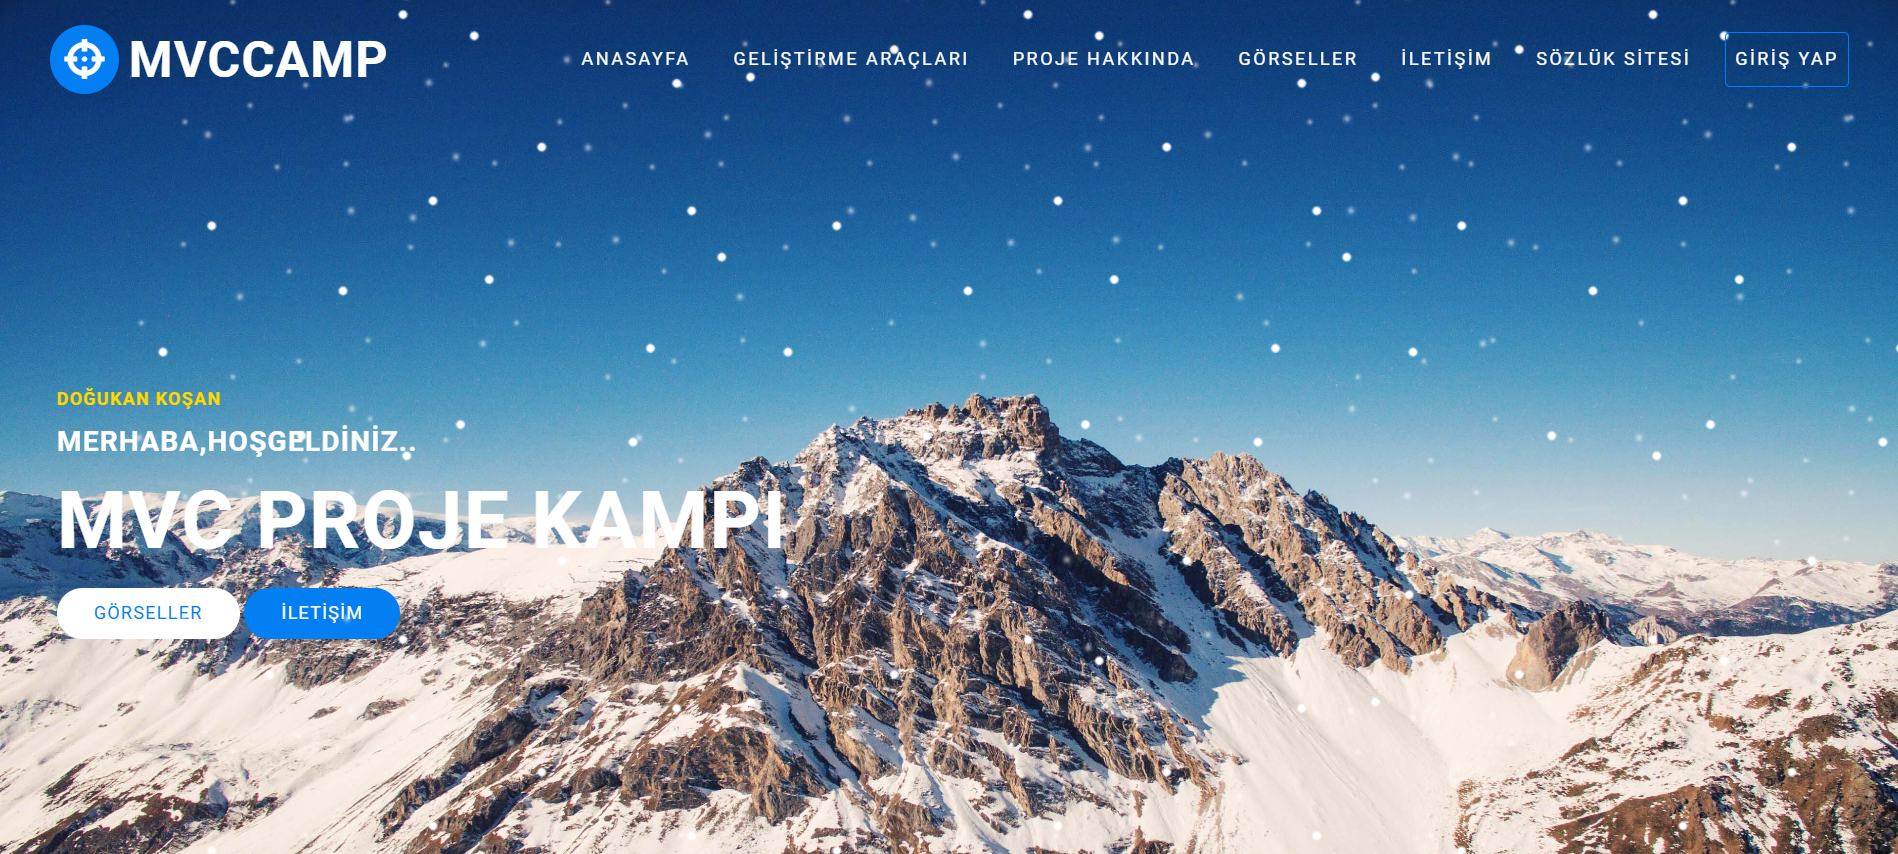 MVCCAMP
ANASAYFA GELİŞTİRME ARAÇLARI PROJE HAKKINDA GÖRSELLER İLETİŞİM SÖZLÜK SİTESİ GİRİŞ YAP
DOĞUKAN KOŞAN
MERHABA,HOŞGELDİNİZ..
MVC PROJE KAMPI
GÖRSELLER İLETİŞİM